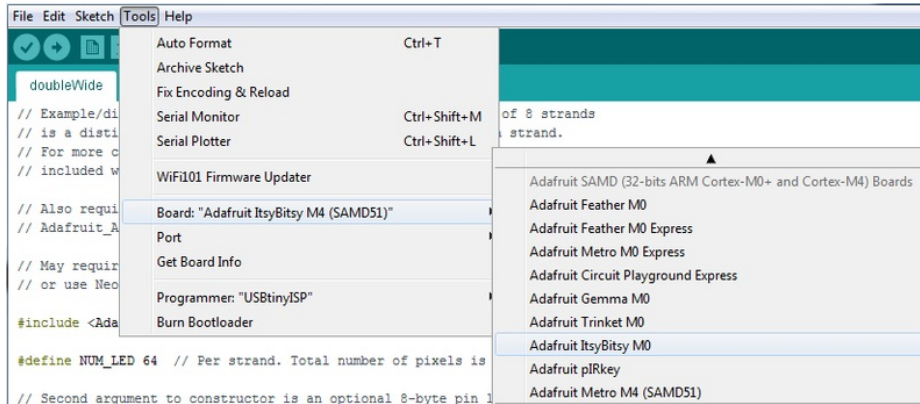 File Edit Sketch Tools Help
Auto Format Ctrl+T
Archive Sketch
Fix Encoding & Reload
Serial Monitor Ctrl+Shift+M
Serial Plotter Ctrl+Shift+L
WiFi101 Firmware Updater
Board: "Adafruit ItsyBitsy M4 (SAMD51)"
Port
Get Board Info
Programmer: "USBtinyISP"
Burn Bootloader
Adafruit SAMD (32-bits ARM Cortex-M0+ and Cortex-M4) Boards
Adafruit Feather M0
Adafruit Feather M0 Express
Adafruit Metro M0 Express
Adafruit Circuit Playground Express
Adafruit Gemma M0
Adafruit Trinket M0
Adafruit ItsyBitsy M0
Adafruit pIRkey
Adafruit Metro M4 (SAMD51)
doubleWide
// Example/di of 8 strands
// is a disti strand.
// For more c
// included w
// Also requi
// Adafruit_A
// May requir
// or use Neo
#include <Ada
#define NUM_LED 64 // Per strand. Total number of pixels is
// Second argument to constructor is an optional 8-byte pin l